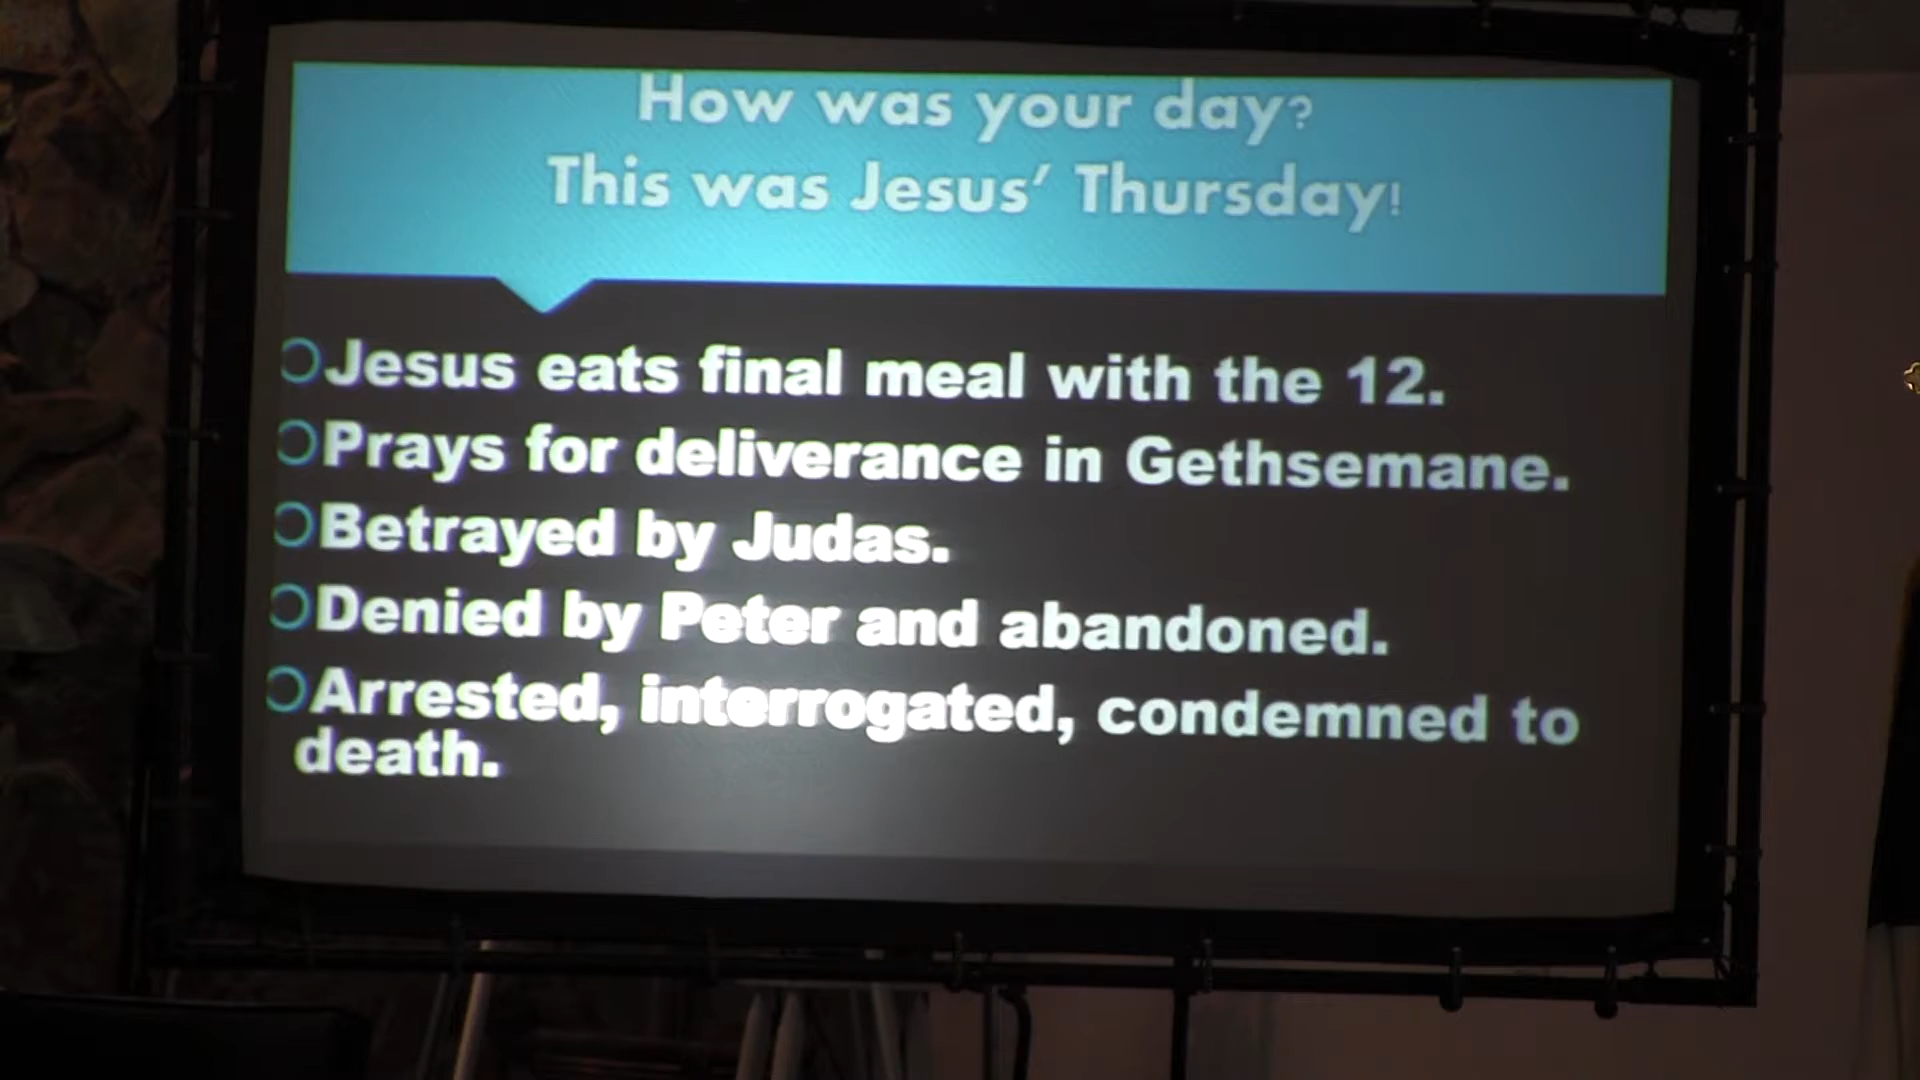 How was your day?
This was Jesus’ Thursday!
Jesus eats final meal with the 12.
Prays for deliverance in Gethsemane.
Betrayed by Judas.
Denied by Peter and abandoned.
Arrested, interrogated, condemned to
death.